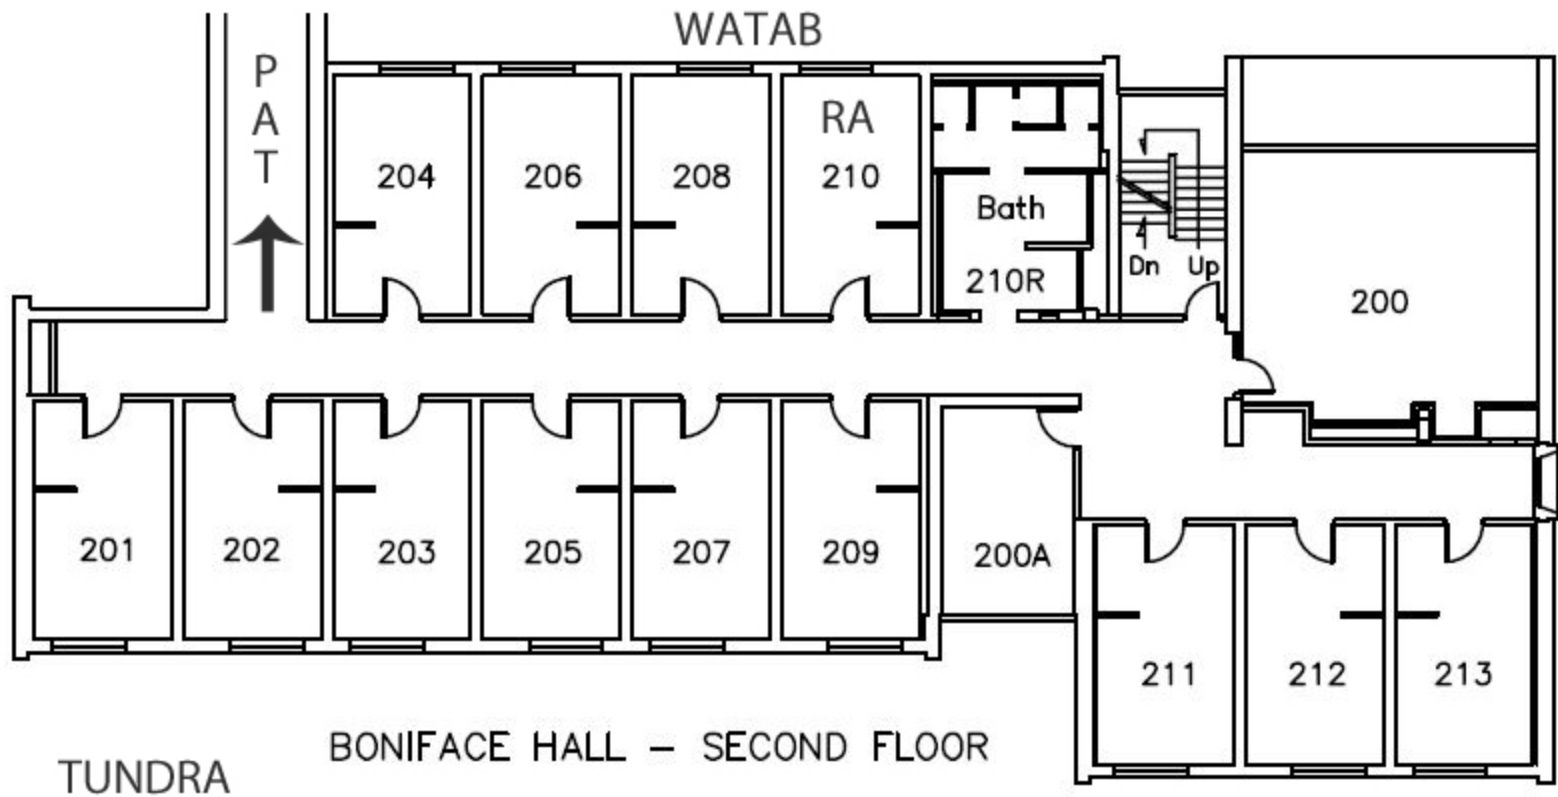 WATAB
PAT
RA
204 206 208 210
Bath
210R
Dn Up
200
201 202 203 205 207 209 200A
211 212 213
BONIFACE HALL – SECOND FLOOR
TUNDRA